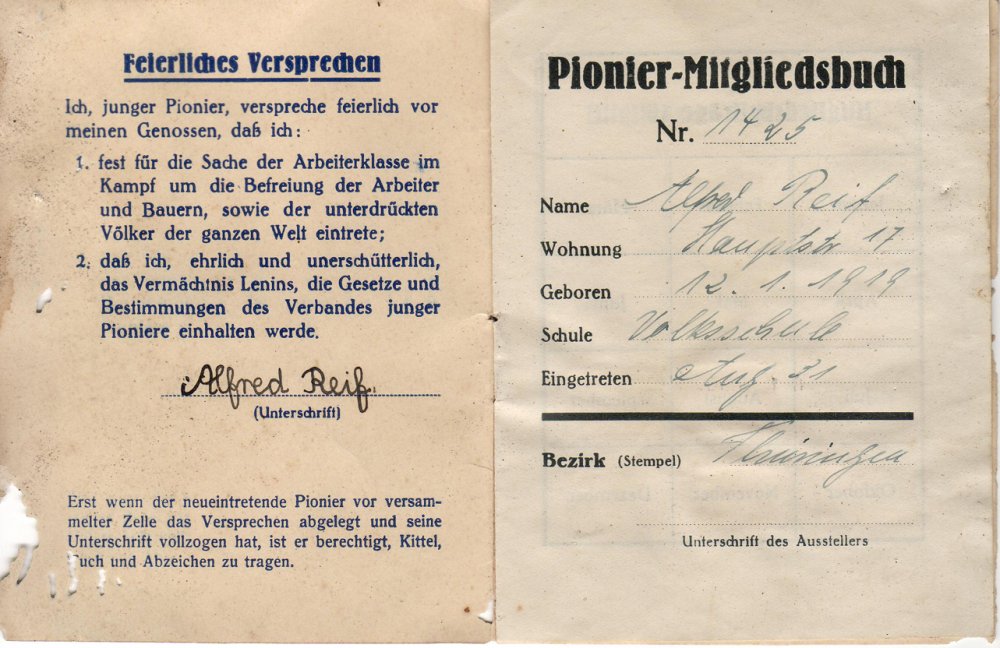 Feierliches Versprechen
Ich, junger Pionier, verspreche feierlich vor
meinen Genossen, daß ich:
1. fest für die Sache der Arbeiterklasse im
Kampf um die Befreiung der Arbeiter
und Bauern, sowie der unterdrückten
Völker der ganzen Welt eintrete;
2. daß ich, ehrlich und unerschütterlich,
das Vermächtnis Lenins, die Gesetze und
Bestimmungen des Verbandes junger
Pioniere einhalten werde.
Alfred Reif.
(Unterschrift)
Erst wenn der neueintretende Pionier vor versam-
melter Zelle das Versprechen abgelegt und seine
Unterschrift vollzogen hat, ist er berechtigt, Kittel,
Tuch und Abzeichen zu tragen.
Pionier-Mitgliedsbuch
Nr. 1425
Name Alfred Reif
Wohnung Hauptstr 17
Geboren 12. 1. 1919
Schule Volksschule
Eingetreten Aug. 31
Bezirk (Stempel) Thüringen
Unterschrift des Ausstellers